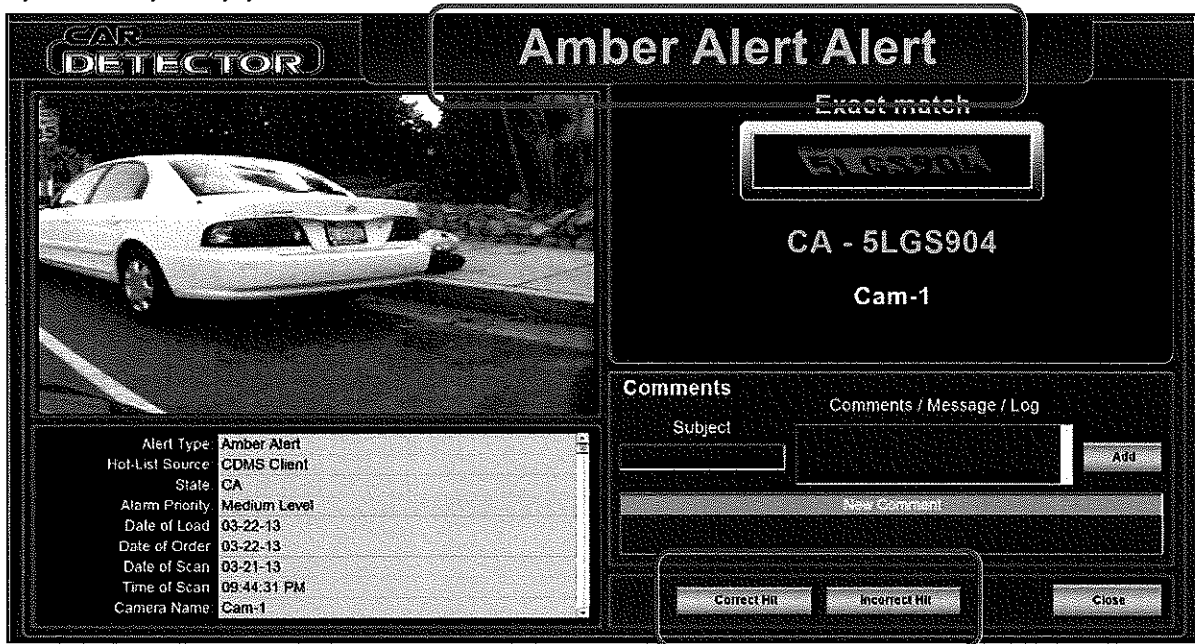 CAR
DETECTOR
Amber Alert Alert
Exact match
5LGS904
CA - 5LGS904
Cam-1
Alert Type: Amber Alert
Hot-List Source: CDMS Client
State: CA
Alarm Priority: Medium Level
Date of Load: 03-22-13
Date of Order: 03-22-13
Date of Scan: 03-21-13
Time of Scan: 09:44:31 PM
Camera Name: Cam-1
Comments
Subject
Comments / Message / Log
Add
New Comment
Correct Hit
Incorrect Hit
Close